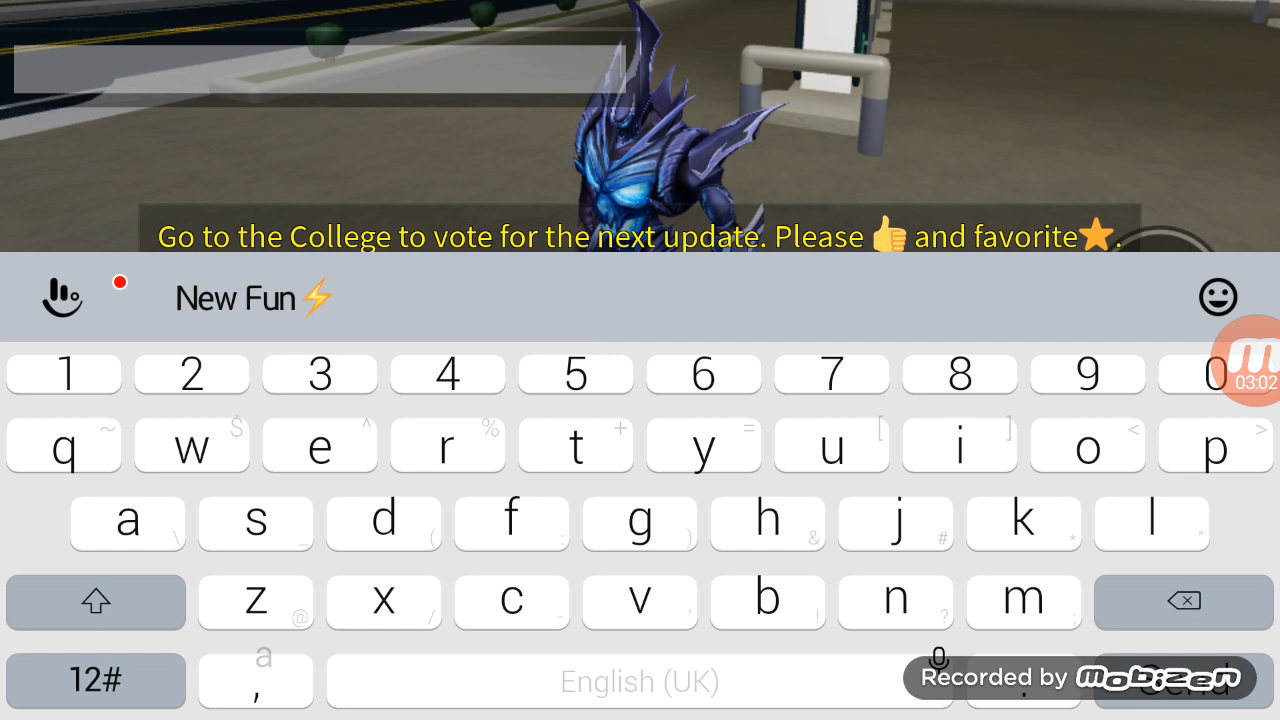 Go to the College to vote for the next update. Please 👍 and favorite⭐.
New Fun⚡
1 2 3 4 5 6 7 8 9 0
03:02
q ~ w $ e ^ r % t + y = u [ i ] o < p >
a \ s _ d ( f : g ) h & j # k * l "
z @ x / c - v ' b ! n ? m ;
12# a , English (UK) . Send
Recorded by mobizen